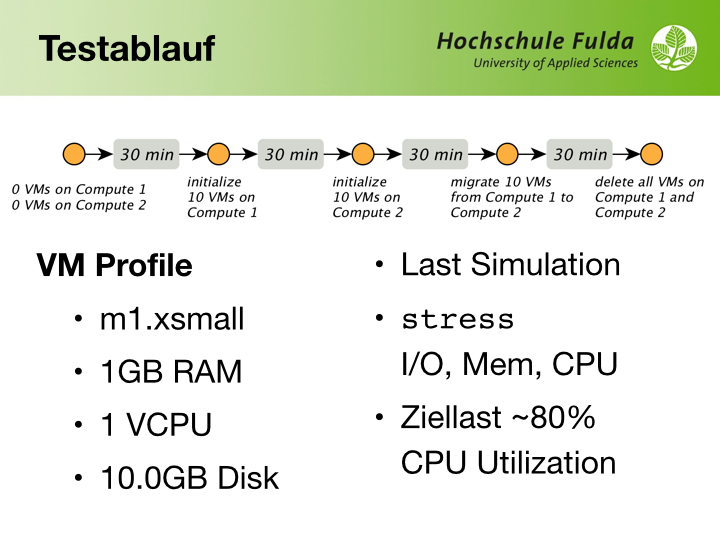 Testablauf
Hochschule Fulda
University of Applied Sciences
30 min
30 min
30 min
30 min
0 VMs on Compute 1
0 VMs on Compute 2
initialize
10 VMs on
Compute 1
initialize
10 VMs on
Compute 2
migrate 10 VMs
from Compute 1 to
Compute 2
delete all VMs on
Compute 1 and
Compute 2
VM Profile
• m1.xsmall
• 1GB RAM
• 1 VCPU
• 10.0GB Disk
• Last Simulation
• stress
I/O, Mem, CPU
• Ziellast ~80%
CPU Utilization